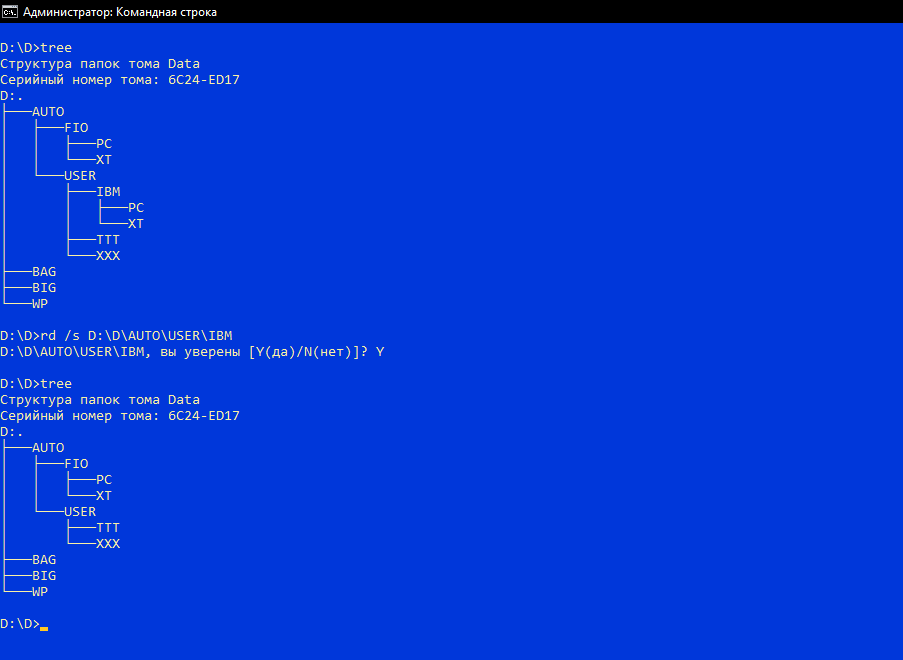 Администратор: Командная строка
D:\D>tree
Структура папок тома Data
Серийный номер тома: 6C24-ED17
D:.
├───AUTO
│   ├───FIO
│   │   ├───PC
│   │   └───XT
│   └───USER
│       ├───IBM
│       │   ├───PC
│       │   └───XT
│       ├───TTT
│       └───XXX
├───BAG
├───BIG
└───WP
D:\D>rd /s D:\D\AUTO\USER\IBM
D:\D\AUTO\USER\IBM, вы уверены [Y(да)/N(нет)]? Y
D:\D>tree
Структура папок тома Data
Серийный номер тома: 6C24-ED17
D:.
├───AUTO
│   ├───FIO
│   │   ├───PC
│   │   └───XT
│   └───USER
│       ├───TTT
│       └───XXX
├───BAG
├───BIG
└───WP
D:\D>